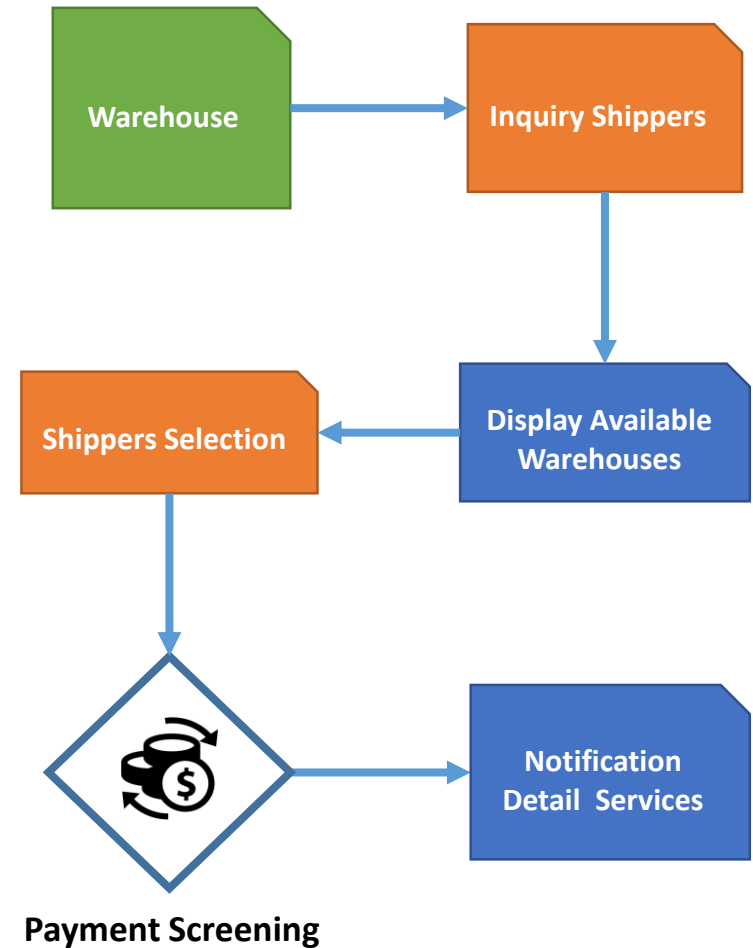 Warehouse
Inquiry Shippers
Display Available
Warehouses
Shippers Selection
$
Notification
Detail  Services
Payment Screening